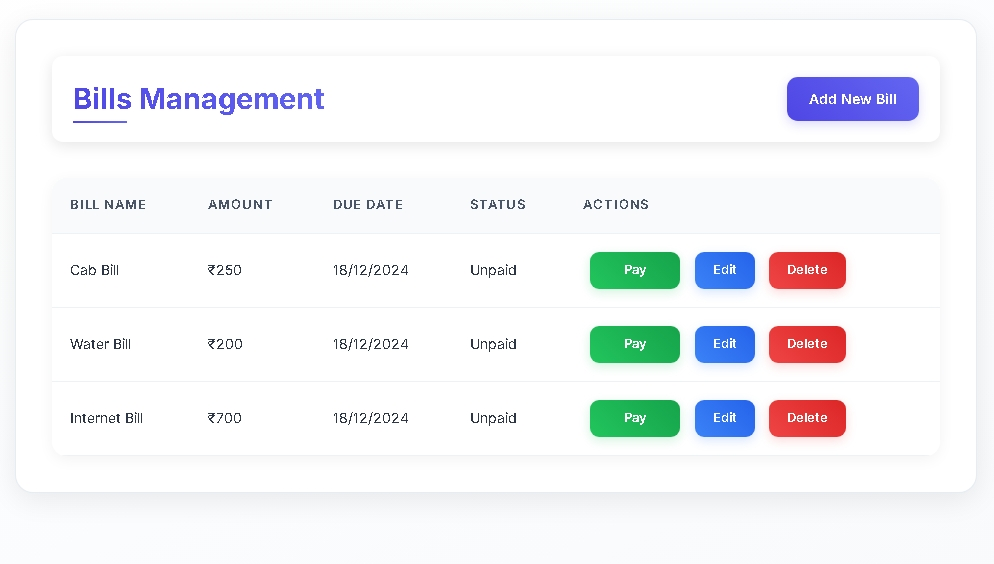 Bills Management
Add New Bill
BILL NAME AMOUNT DUE DATE STATUS ACTIONS
Cab Bill ₹250 18/12/2024 Unpaid Pay Edit Delete
Water Bill ₹200 18/12/2024 Unpaid Pay Edit Delete
Internet Bill ₹700 18/12/2024 Unpaid Pay Edit Delete